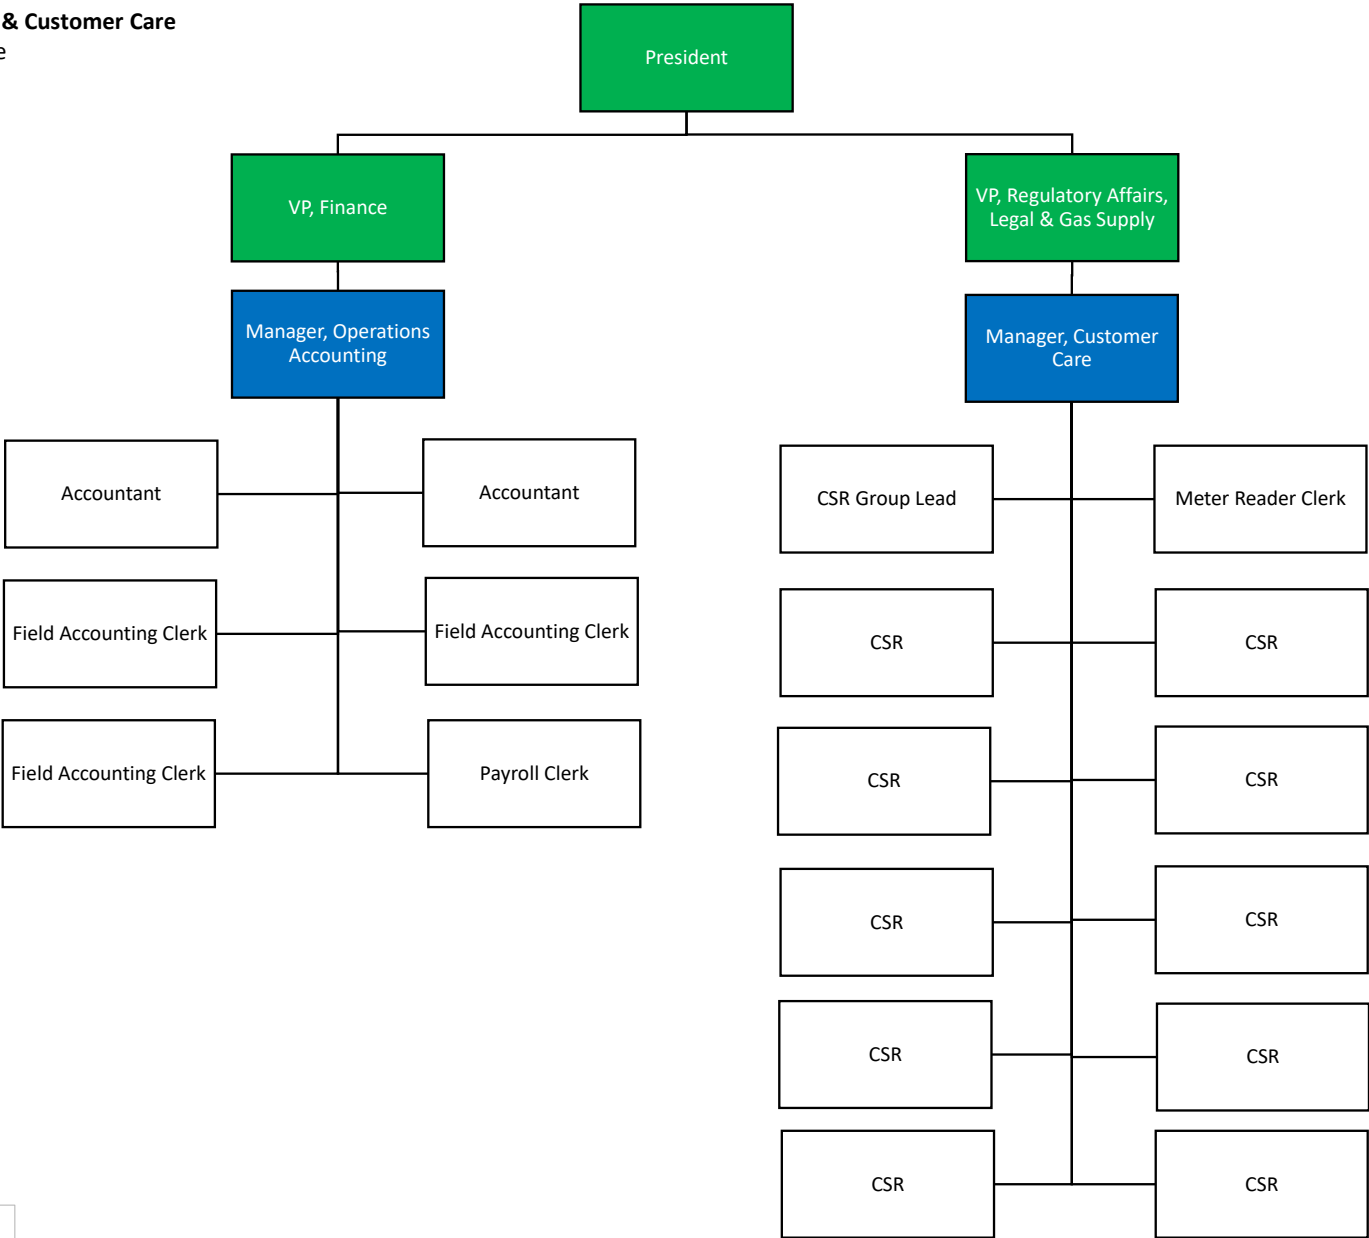 & Customer Care
e
President
VP, Finance
VP, Regulatory Affairs,
Legal & Gas Supply
Manager, Operations
Accounting
Manager, Customer
Care
Accountant
Accountant
CSR Group Lead
Meter Reader Clerk
Field Accounting Clerk
Field Accounting Clerk
CSR
CSR
Field Accounting Clerk
Payroll Clerk
CSR
CSR
CSR
CSR
CSR
CSR
CSR
CSR